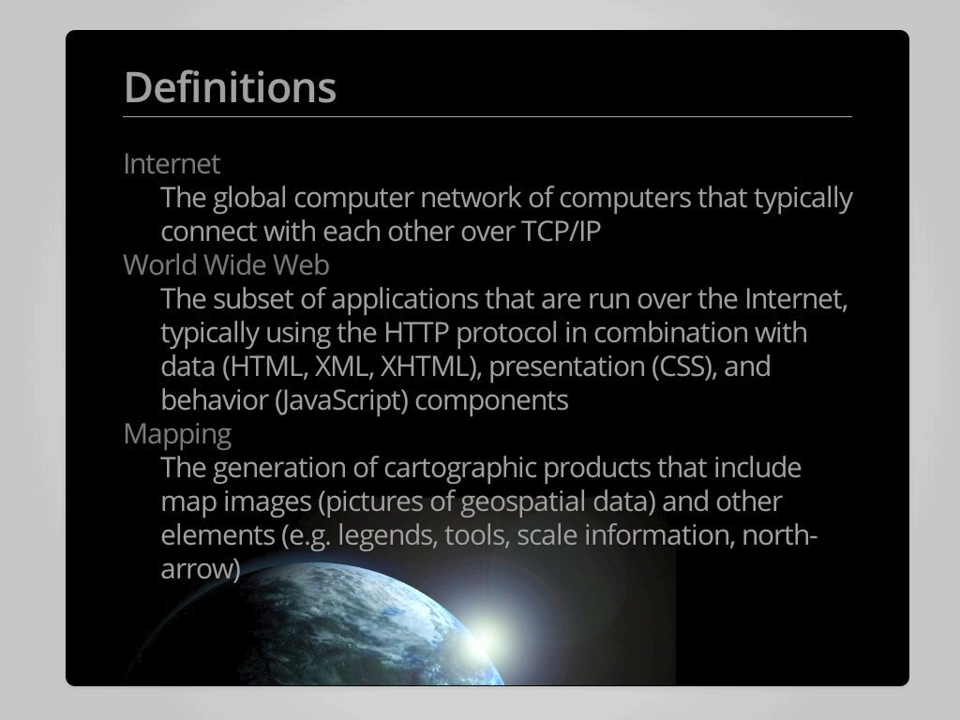 Definitions
Internet
The global computer network of computers that typically
connect with each other over TCP/IP
World Wide Web
The subset of applications that are run over the Internet,
typically using the HTTP protocol in combination with
data (HTML, XML, XHTML), presentation (CSS), and
behavior (JavaScript) components
Mapping
The generation of cartographic products that include
map images (pictures of geospatial data) and other
elements (e.g. legends, tools, scale information, north-
arrow)